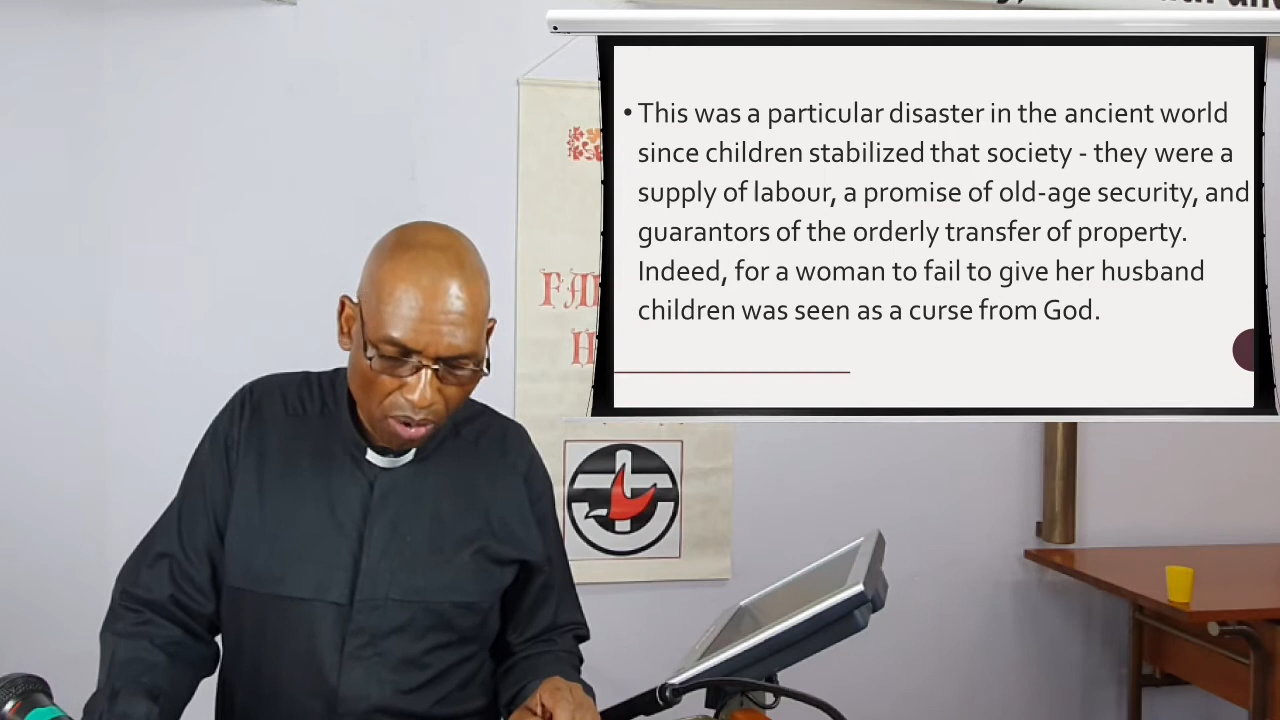 • This was a particular disaster in the ancient world
since children stabilized that society - they were a
supply of labour, a promise of old-age security, and
guarantors of the orderly transfer of property.
Indeed, for a woman to fail to give her husband
children was seen as a curse from God.